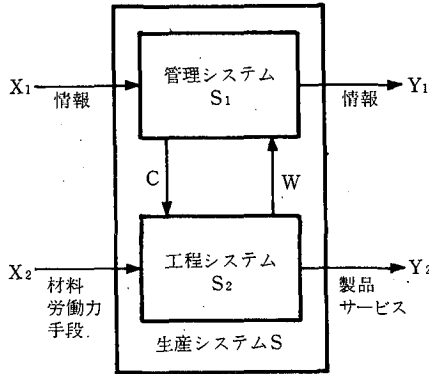 管理システム
S₁
X₁
情報
情報
Y₁
C
W
工程システム
S₂
X₂
材料
労働力
手段
製品
サービス
Y₂
生産システムS